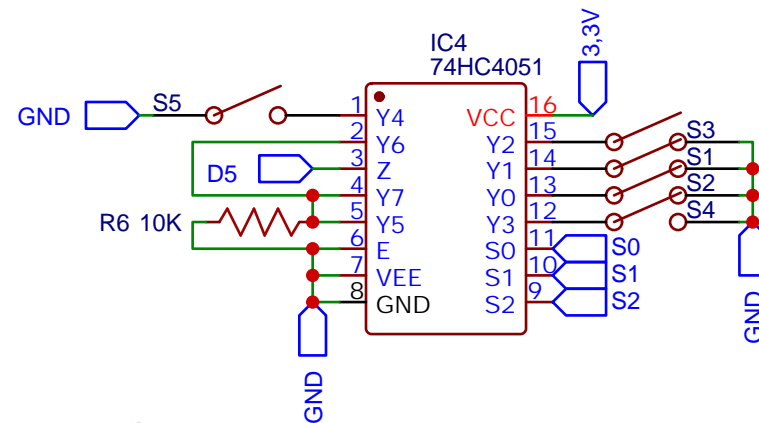 IC4
74HC4051
3,3V
GND
S5
1
Y4
VCC
16
2
Y6
Y2
15
S3
D5
3
Z
Y1
14
S1
4
Y7
Y0
13
S2
R6 10K
5
Y5
Y3
12
S4
6
E
S0
11
S0
7
VEE
S1
10
S1
8
GND
S2
9
S2
GND
GND